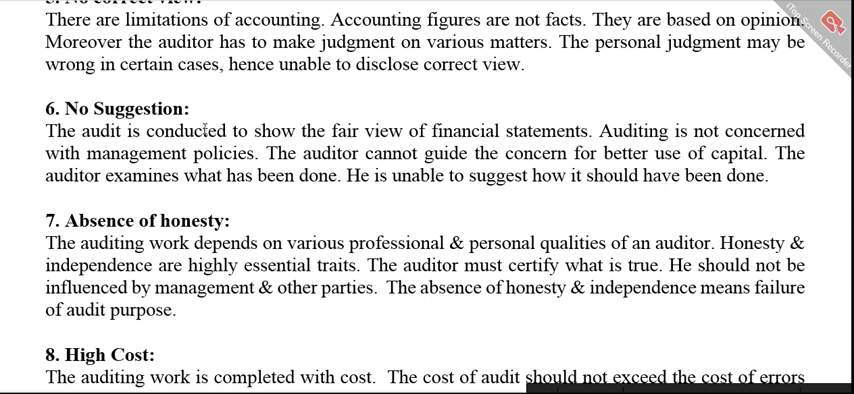 5. No correct view:
There are limitations of accounting. Accounting figures are not facts. They are based on opinion.
Moreover the auditor has to make judgment on various matters. The personal judgment may be
wrong in certain cases, hence unable to disclose correct view.
6. No Suggestion:
The audit is conducted to show the fair view of financial statements. Auditing is not concerned
with management policies. The auditor cannot guide the concern for better use of capital. The
auditor examines what has been done. He is unable to suggest how it should have been done.
7. Absence of honesty:
The auditing work depends on various professional & personal qualities of an auditor. Honesty &
independence are highly essential traits. The auditor must certify what is true. He should not be
influenced by management & other parties.  The absence of honesty & independence means failure
of audit purpose.
8. High Cost:
The auditing work is completed with cost.  The cost of audit should not exceed the cost of errors
iTop Screen Recorder